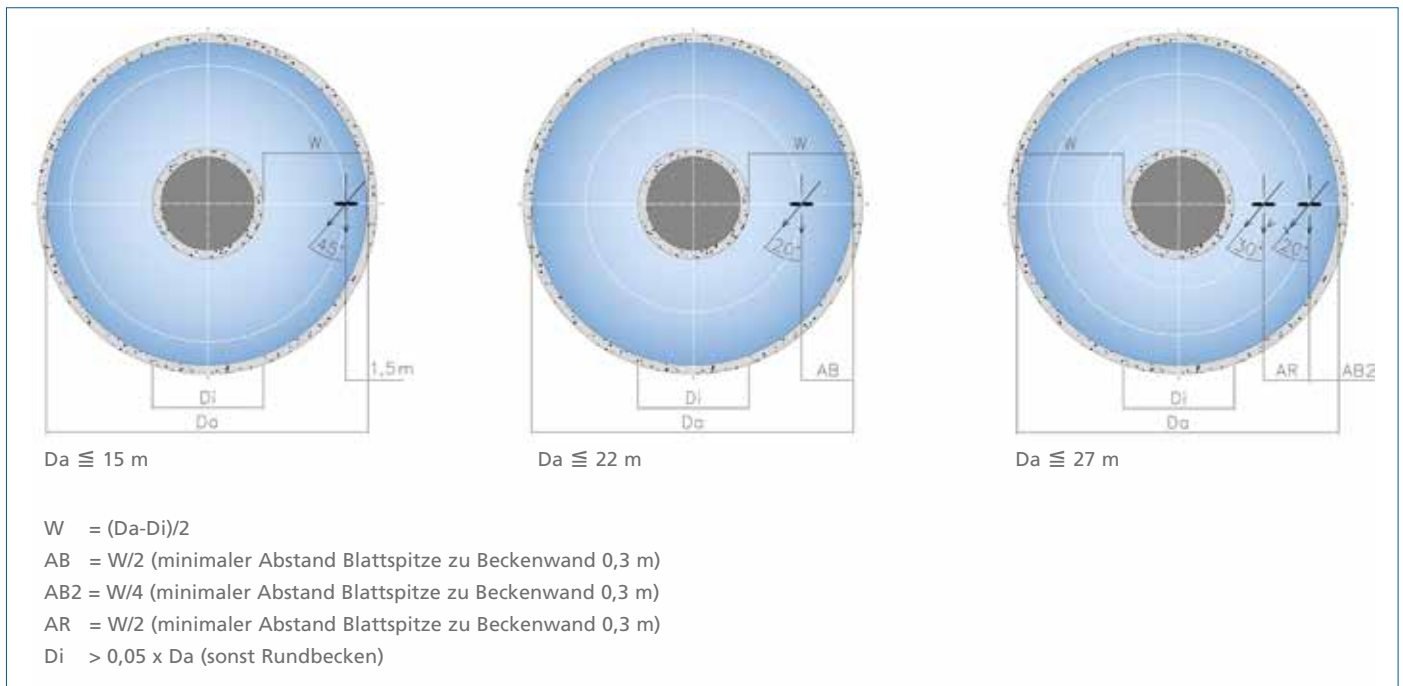 W
45°
1,5m
Di
Da
Da ≦ 15 m
W
20°
AB
Di
Da
Da ≦ 22 m
W
30°
20°
AR
AB2
Di
Da
Da ≦ 27 m
W = (Da-Di)/2
AB = W/2 (minimaler Abstand Blattspitze zu Beckenwand 0,3 m)
AB2 = W/4 (minimaler Abstand Blattspitze zu Beckenwand 0,3 m)
AR = W/2 (minimaler Abstand Blattspitze zu Beckenwand 0,3 m)
Di > 0,05 x Da (sonst Rundbecken)